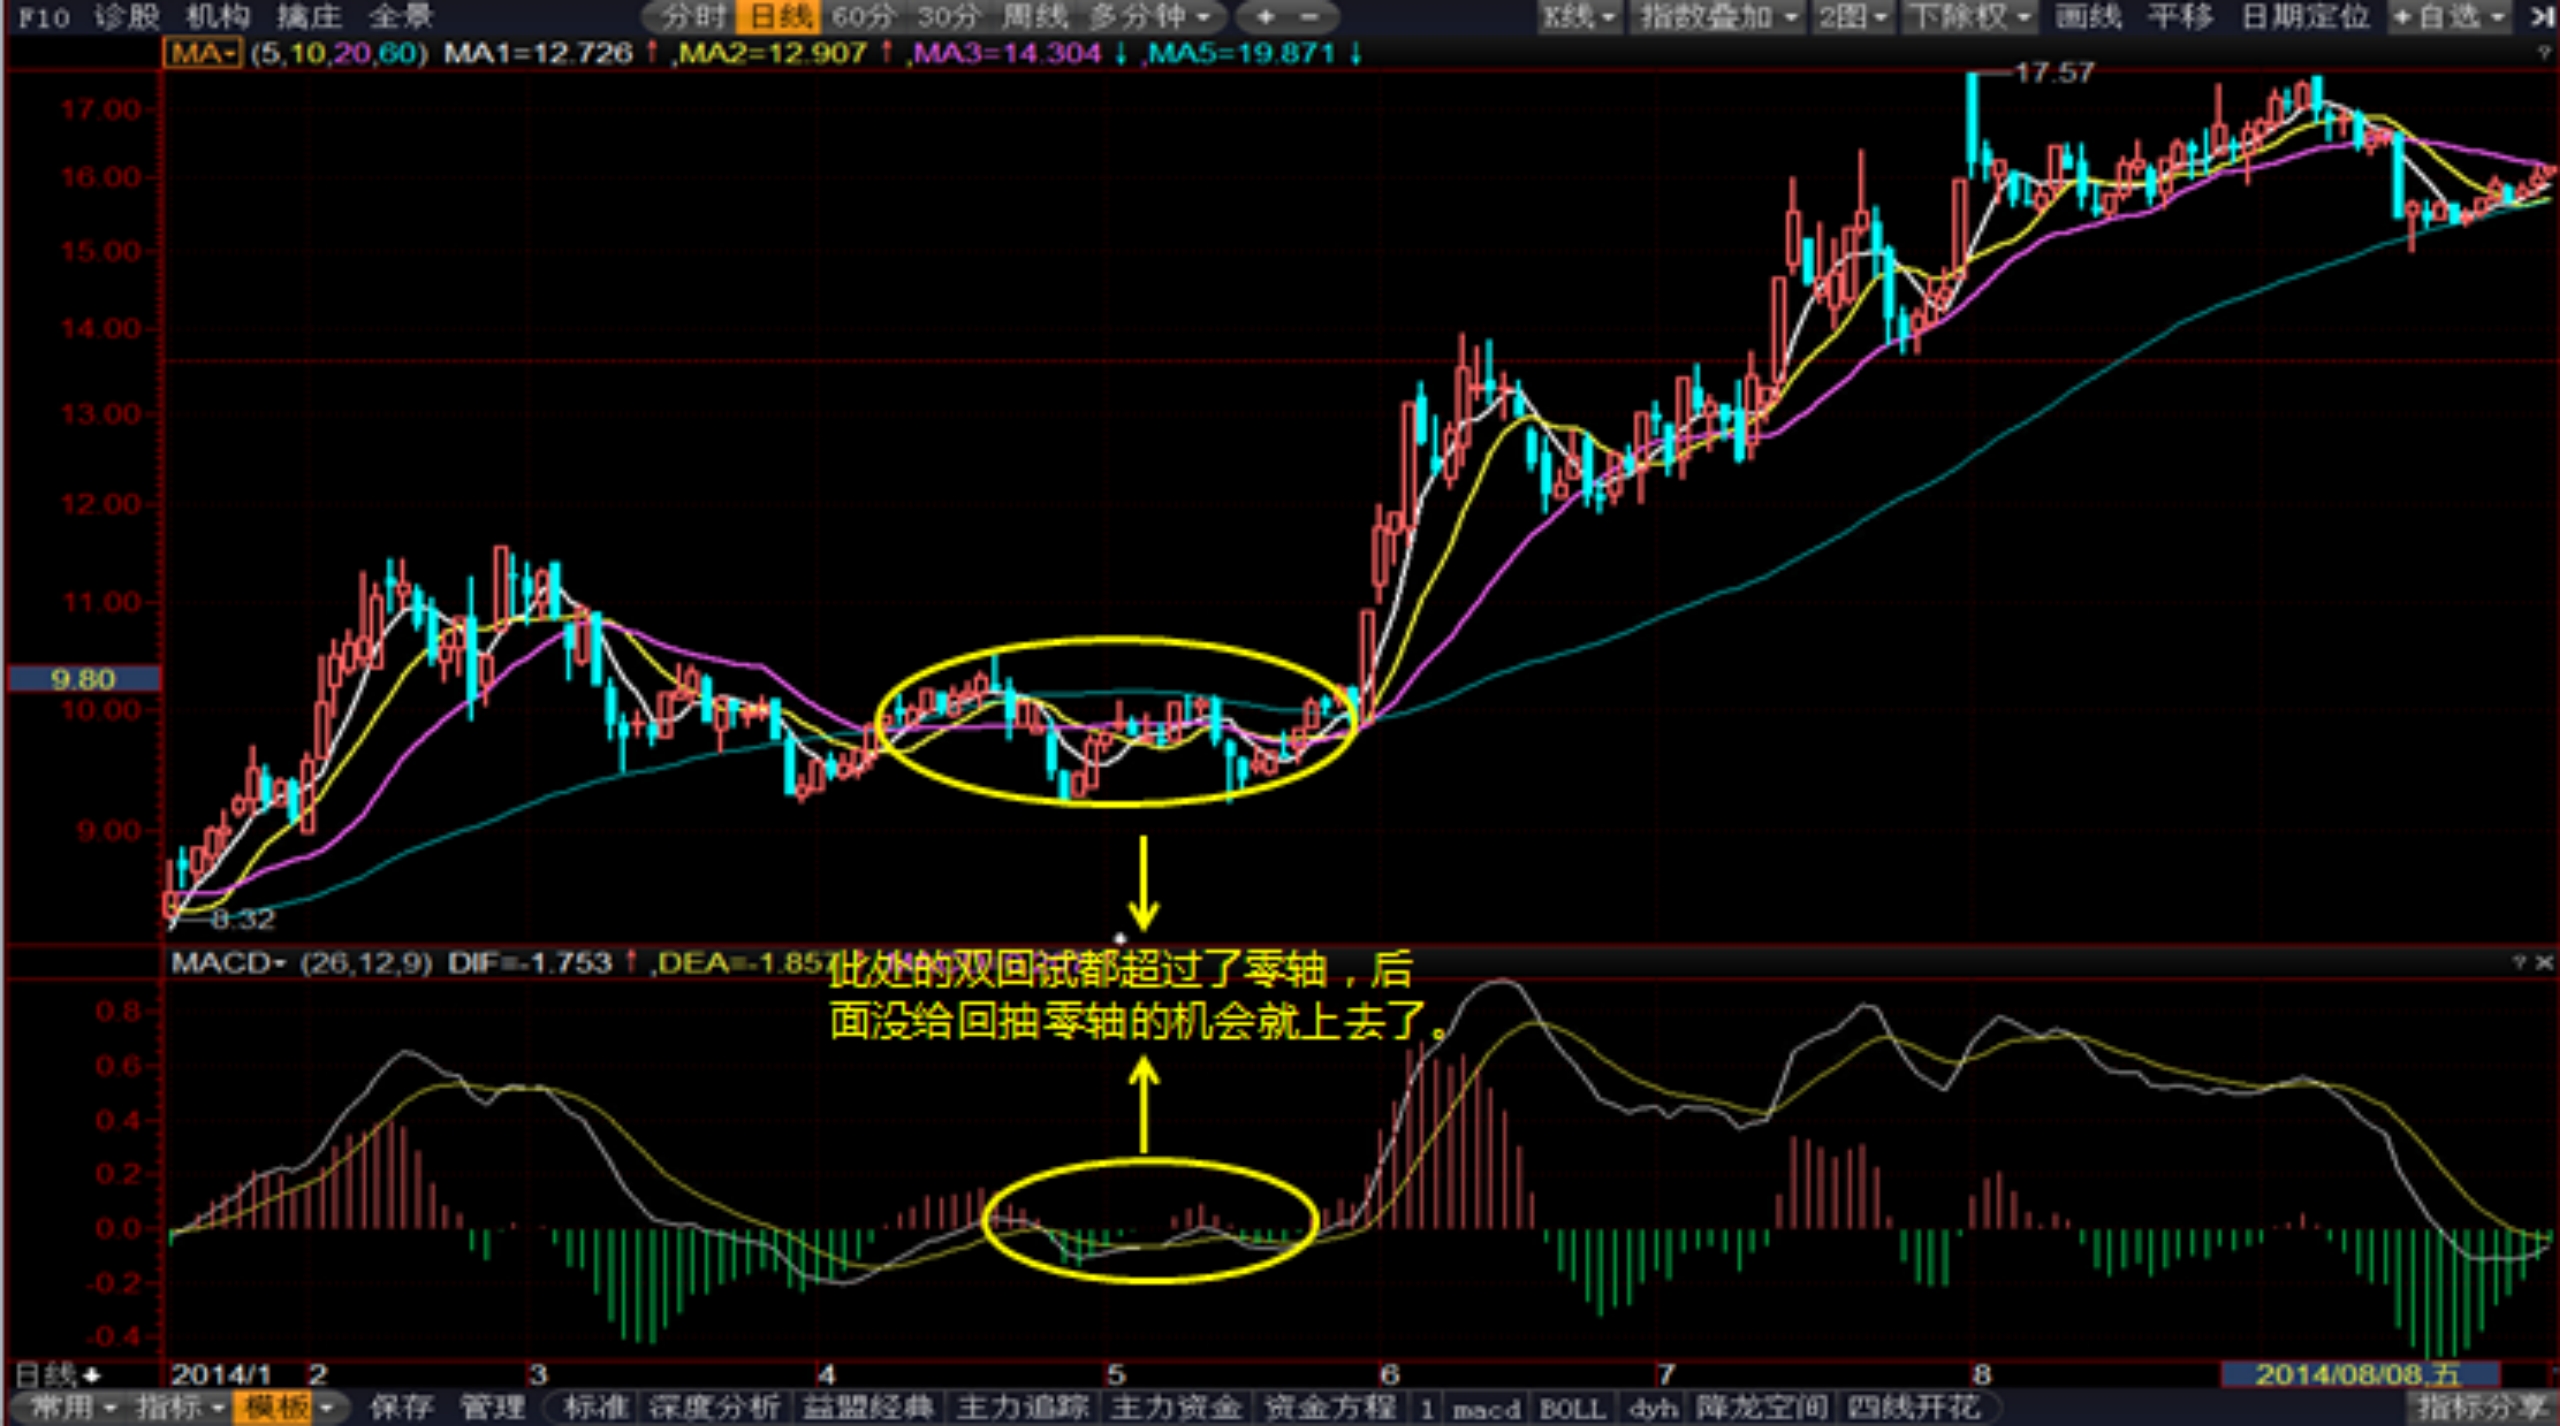 F10 诊股 机构 擒庄 全景 分时 日线 60分 30分 周线 多分钟 + - K线 指数叠加 2图 下除权 画线 平移 日期定位 +自选
MA (5,10,20,60) MA1=12.726 ↑ ,MA2=12.907 ↑ ,MA3=14.304 ↓ ,MA5=19.871 ↓ ?
17.57
17.00
16.00
15.00
14.00
13.00
12.00
11.00
9.80
10.00
9.00
8.32
MACD (26,12,9) DIF=-1.753 ↑ ,DEA=-1.857 ? ×
此处的双回试都超过了零轴，后
面没给回抽零轴的机会就上去了。
0.8
0.6
0.4
0.2
0.0
-0.2
-0.4
日线 2014/1 2 3 4 5 6 7 8 2014/08/08,五
常用 指标 模板 保存 管理 标准 深度分析 益盟经典 主力追踪 主力资金 资金方程 1 macd BOLL dyh 降龙空间 四线开花 指标分享